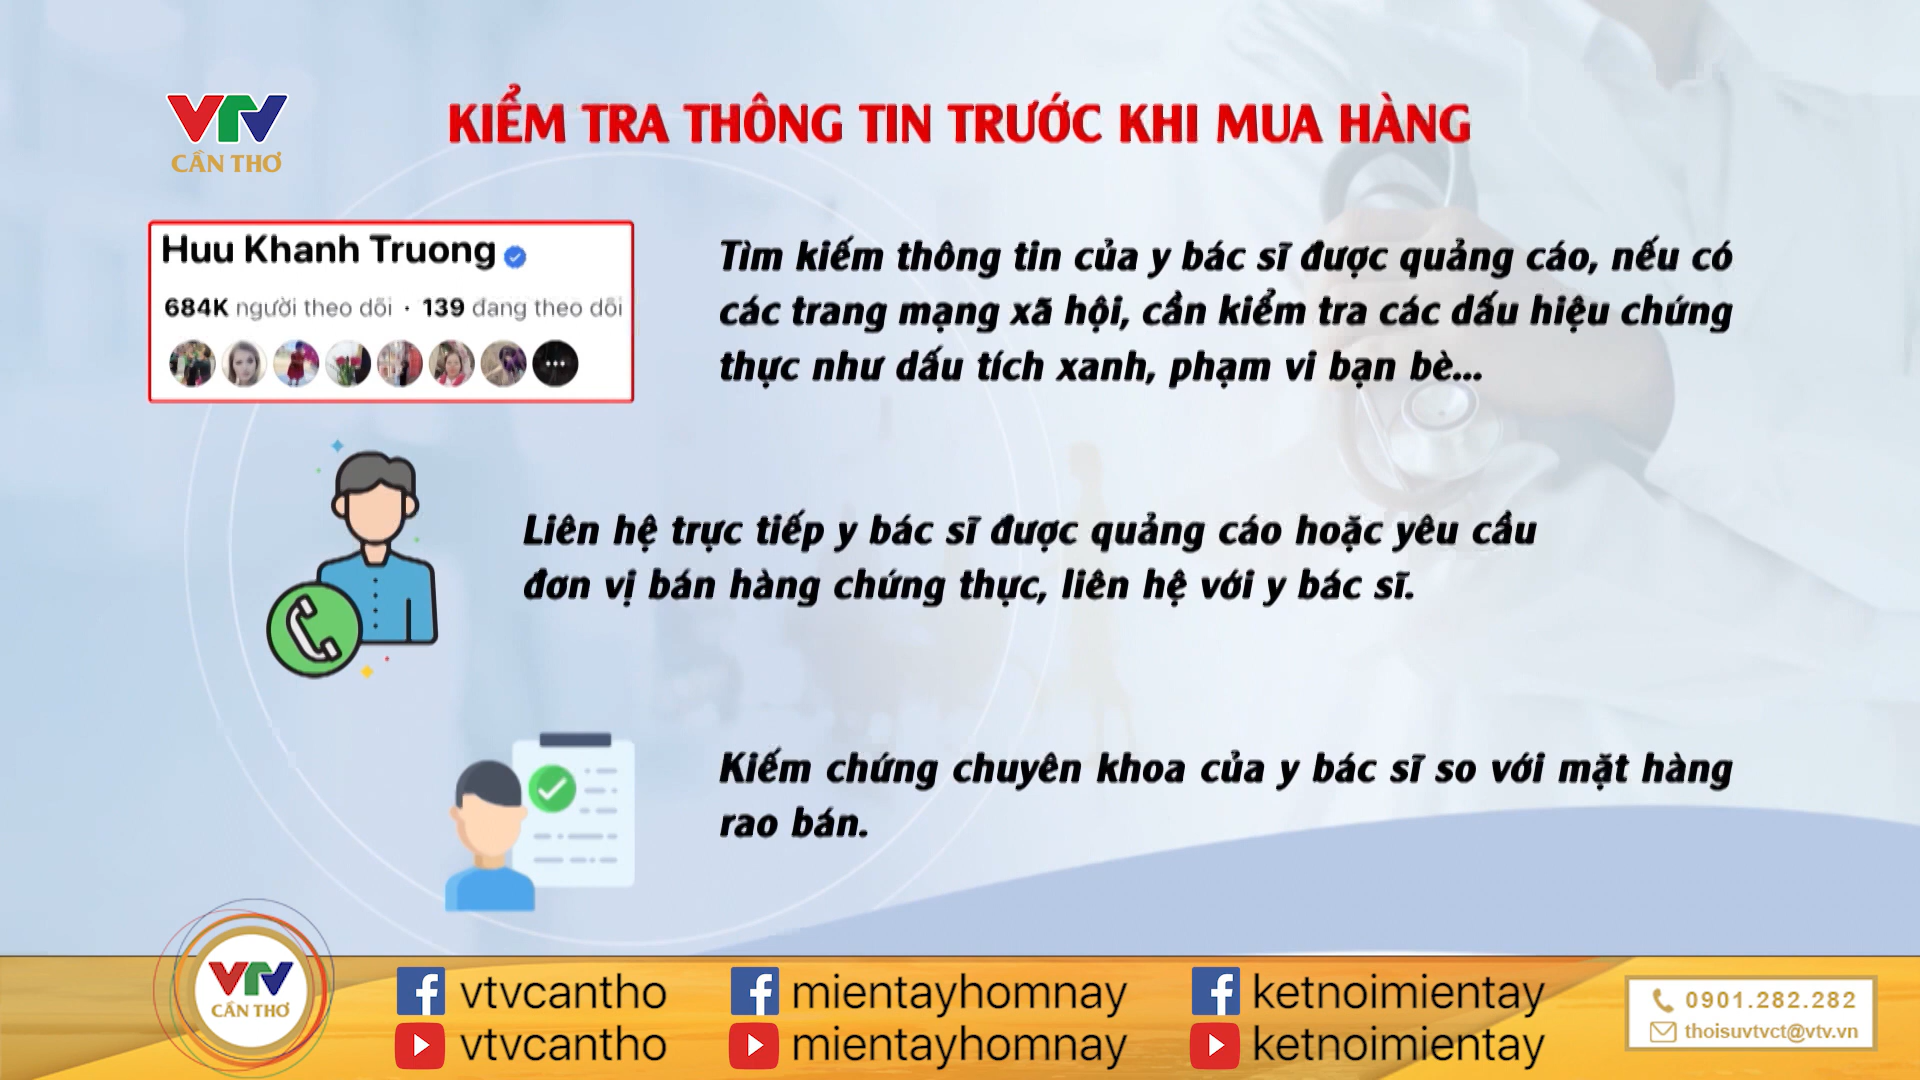 VTV
CẦN THƠ
KIỂM TRA THÔNG TIN TRƯỚC KHI MUA HÀNG
Huu Khanh Truong
684K người theo dõi · 139 đang theo dõi
Tìm kiếm thông tin của y bác sĩ được quảng cáo, nếu có
các trang mạng xã hội, cần kiểm tra các dấu hiệu chứng
thực như dấu tích xanh, phạm vi bạn bè...
Liên hệ trực tiếp y bác sĩ được quảng cáo hoặc yêu cầu
đơn vị bán hàng chứng thực, liên hệ với y bác sĩ.
Kiếm chứng chuyên khoa của y bác sĩ so với mặt hàng
rao bán.
VTV
CẦN THƠ
vtvcantho
mientayhomnay
ketnoimientay
vtvcantho
mientayhomnay
ketnoimientay
0901.282.282
thoisuvtvct@vtv.vn